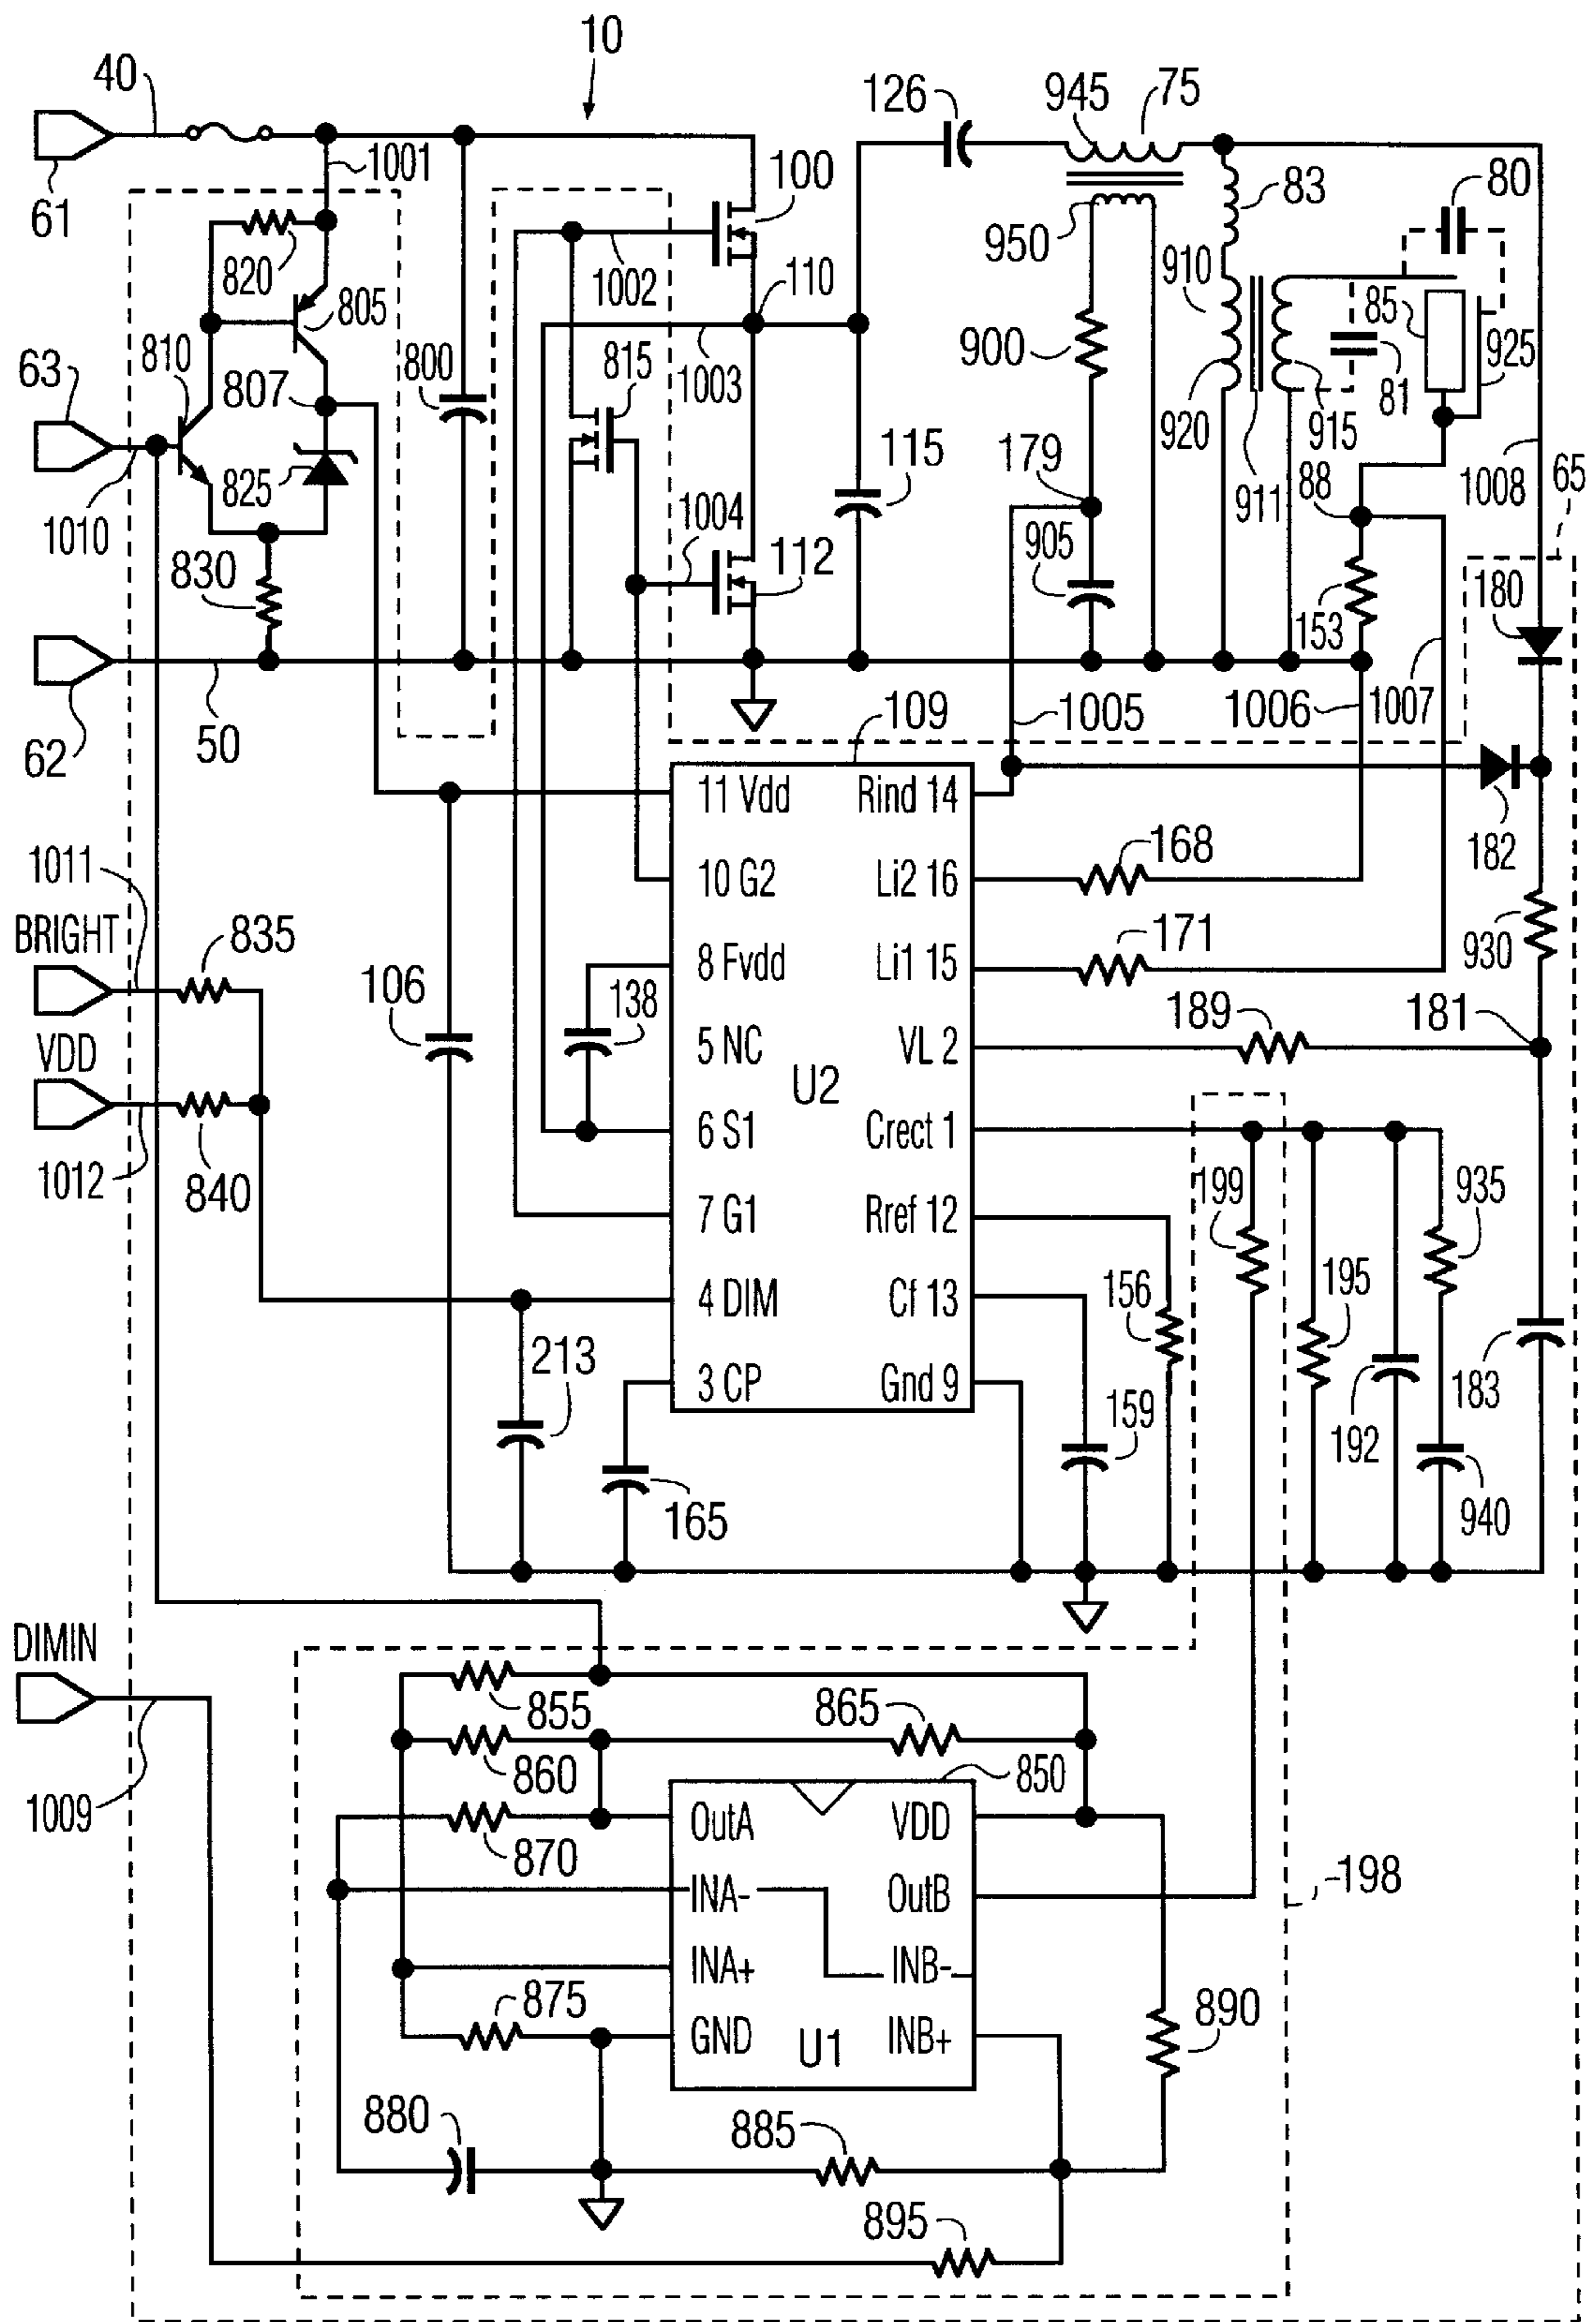 10
40
126
945
75
61
1001
100
83
80
820
1002
950
910
110
805
85
63
810
800
815
1003
900
925
807
81
920
915
825
115
179
911
88
1008
65
1010
1004
905
830
112
180
153
62
50
109
1005
1006
1007
11 Vdd
Rind 14
182
1011
10 G2
Li2 16
168
BRIGHT
835
8 Fvdd
Li1 15
171
930
106
138
189
181
VDD
5 NC
VL 2
U2
6 S1
Crect 1
1012
840
199
935
7 G1
Rref 12
156
195
4 DIM
Cf 13
213
3 CP
Gnd 9
159
192
183
165
940
DIMIN
855
865
860
850
1009
870
OutA
VDD
198
INA-
OutB
INA+
INB-
875
890
GND
U1
INB+
880
885
895